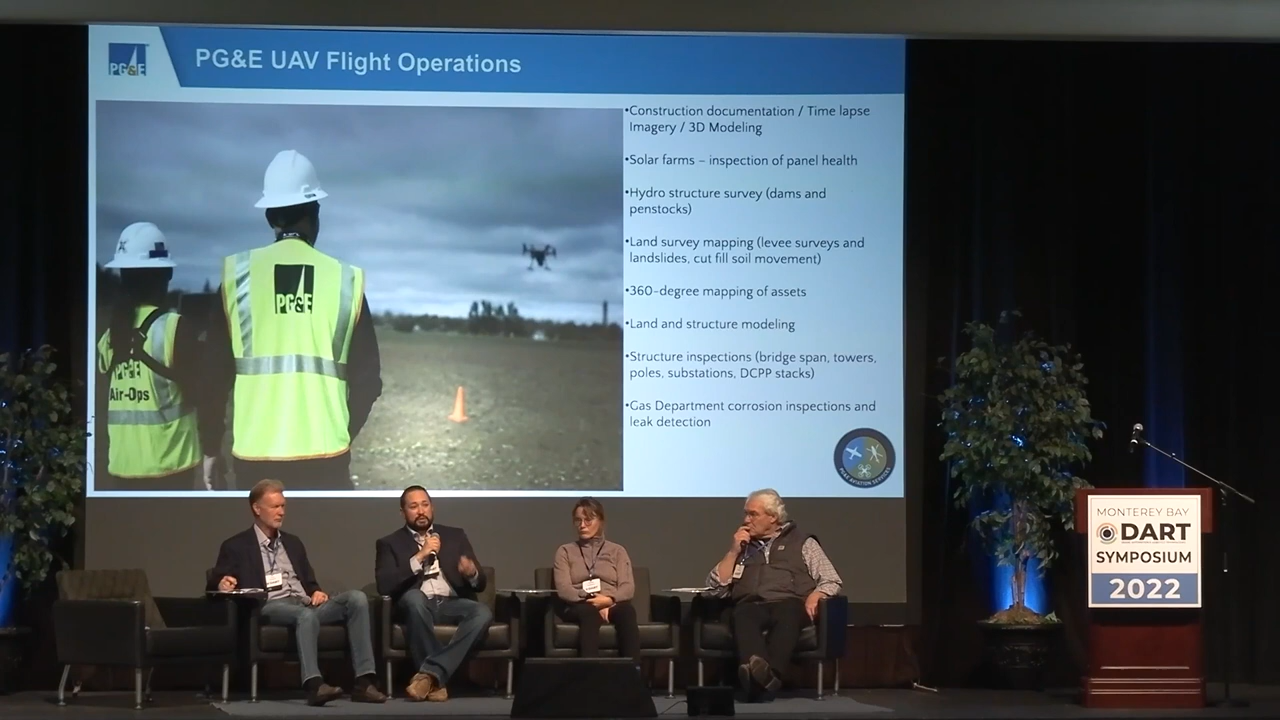 PG&E
PG&E UAV Flight Operations
•Construction documentation / Time lapse
Imagery / 3D Modeling
•Solar farms – inspection of panel health
•Hydro structure survey (dams and
penstocks)
•Land survey mapping (levee surveys and
landslides, cut fill soil movement)
•360-degree mapping of assets
•Land and structure modeling
•Structure inspections (bridge span, towers,
poles, substations, DCPP stacks)
•Gas Department corrosion inspections and
leak detection
PG&E
PG&E
Air-Ops
PG&E AVIATION SERVICES
MONTEREY BAY
DART
SYMPOSIUM
2022